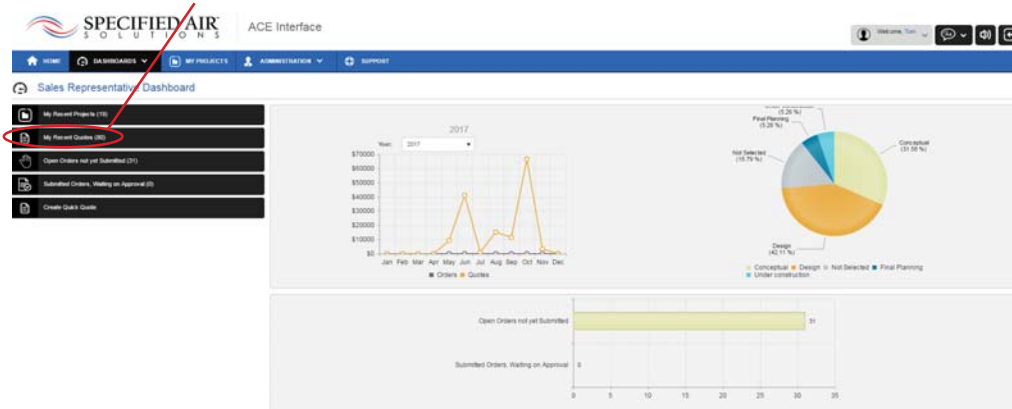 SPECIFIED AIR
SOLUTIONS
ACE Interface
Welcome, Tom
HOME DASHBOARDS MY PROJECTS ADMINISTRATION SUPPORT
Sales Representative Dashboard
My Recent Projects (19)
My Recent Quotes (80)
Open Orders not yet Submitted (31)
Submitted Orders, Waiting on Approval (0)
Create Quick Quote
2017
Year: 2017
$70000
$60000
$50000
$40000
$30000
$20000
$10000
$0
Jan Feb Mar Apr May Jun Jul Aug Sep Oct Nov Dec
Orders Quotes
(5.26 %)
Final Planning
(5.26 %)
Not Selected
(15.79 %)
Conceptual
(31.58 %)
Design
(42.11 %)
Conceptual Design Not Selected Final Planning
Under construction
Open Orders not yet Submitted 31
Submitted Orders, Waiting on Approval 0
0 5 10 15 20 25 30 35